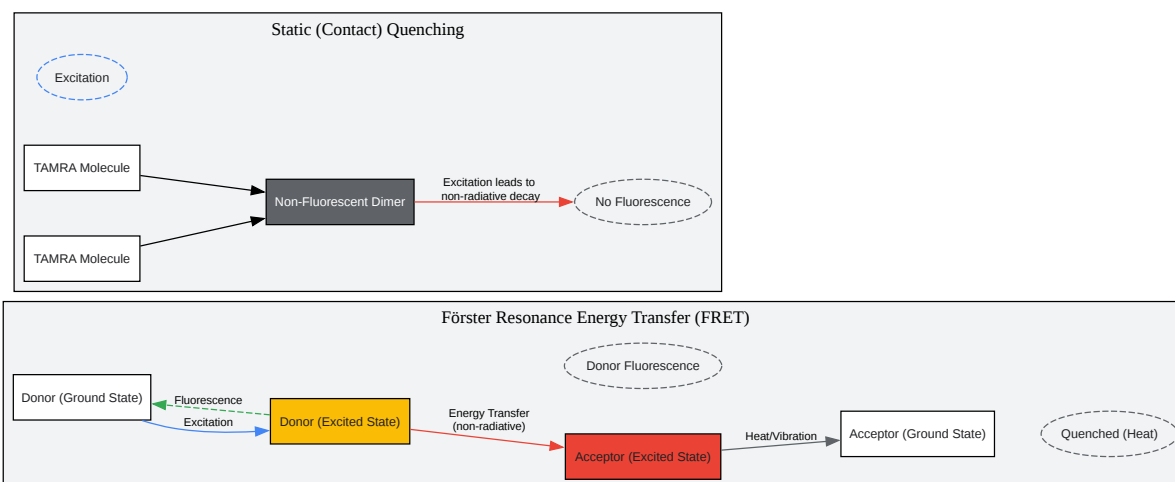 Static (Contact) Quenching
Excitation
TAMRA Molecule
Non-Fluorescent Dimer
Excitation leads to
non-radiative decay
No Fluorescence
TAMRA Molecule
Förster Resonance Energy Transfer (FRET)
Donor Fluorescence
Donor (Ground State)
Fluorescence
Excitation
Donor (Excited State)
Energy Transfer
(non-radiative)
Acceptor (Excited State)
Heat/Vibration
Acceptor (Ground State)
Quenched (Heat)